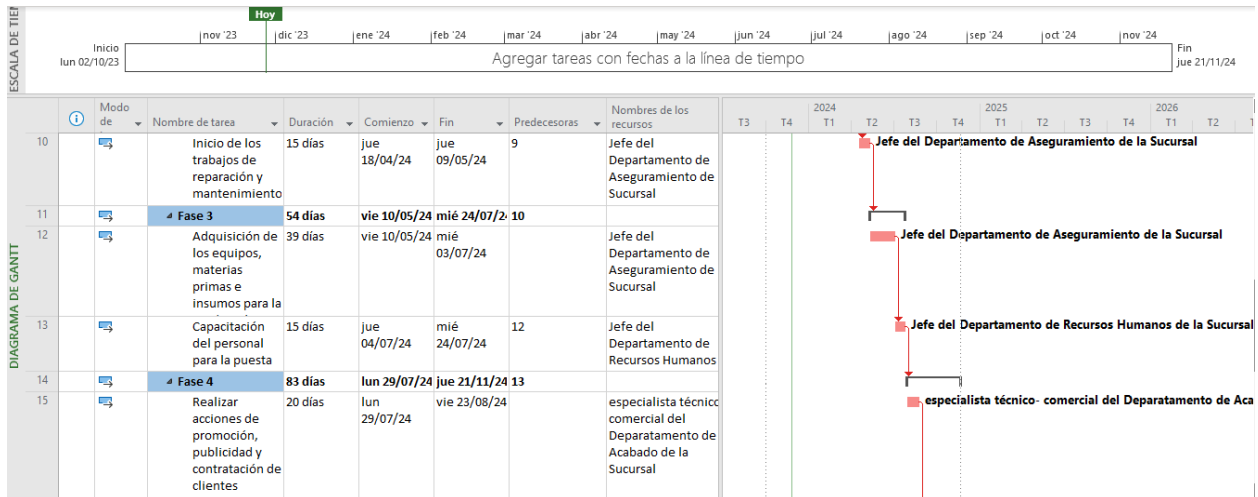 Hoy
nov '23 dic '23 ene '24 feb '24 mar '24 abr '24 may '24 jun '24 jul '24 ago '24 sep '24 oct '24 nov '24
Inicio
lun 02/10/23
Agregar tareas con fechas a la línea de tiempo
Fin
jue 21/11/24
ESCALA DE TIEM
DIAGRAMA DE GANTT
Modo
de
Nombre de tarea
Duración
Comienzo
Fin
Predecesoras
Nombres de los
recursos
2024 2025 2026
T3 T4 T1 T2 T3 T4 T1 T2 T3 T4 T1 T2
10
Inicio de los
trabajos de
reparación y
mantenimiento
15 días
jue
18/04/24
jue
09/05/24
9
Jefe del
Departamento de
Aseguramiento de
Sucursal
Jefe del Departamento de Aseguramiento de la Sucursal
11
Fase 3
54 días
vie 10/05/24
mié 24/07/24
10
12
Adquisición de
los equipos,
materias
primas e
insumos para la
39 días
vie 10/05/24
mié
03/07/24
Jefe del
Departamento de
Aseguramiento de
Sucursal
Jefe del Departamento de Aseguramiento de la Sucursal
13
Capacitación
del personal
para la puesta
15 días
jue
04/07/24
mié
24/07/24
12
Jefe del
Departamento de
Recursos Humanos
Jefe del Departamento de Recursos Humanos de la Sucursal
14
Fase 4
83 días
lun 29/07/24
jue 21/11/24
13
15
Realizar
acciones de
promoción,
publicidad y
contratación de
clientes
20 días
lun
29/07/24
vie 23/08/24
especialista técnico
comercial del
Deparatamento de
Acabado de la
Sucursal
especialista técnico- comercial del Deparatamento de Aca